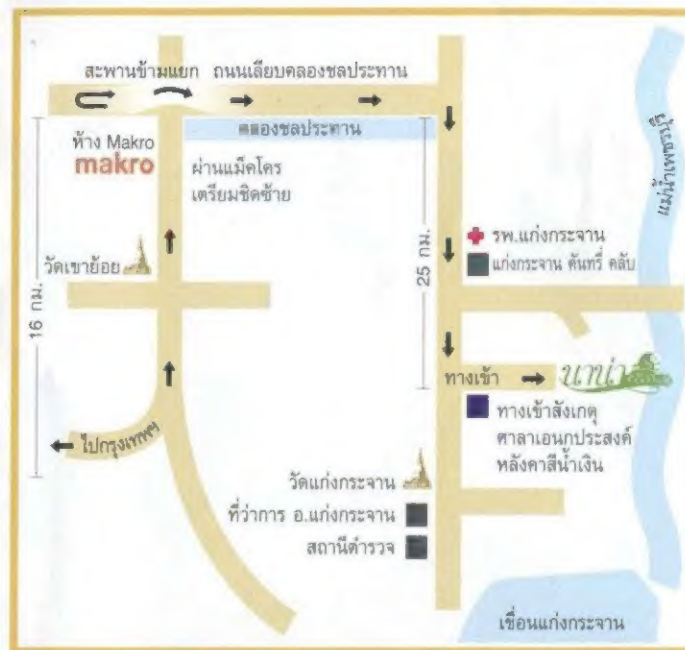 สะพานข้ามแยก ถนนเลียบคลองชลประทาน
คลองชลประทาน
ห้าง Makro
makro
ผ่านแม็คโคร
เตรียมชิดซ้าย
วัดเขาย้อย
16 กม.
25 กม.
แม่น้ำเพชรบุรี
รพ.แก่งกระจาน
แก่งกระจาน คันทรี่ คลับ
ทางเข้า
นาน่า
ทางเข้าสังเกตุ
ศาลาเอนกประสงค์
หลังคาสีน้ำเงิน
ไปกรุงเทพฯ
วัดแก่งกระจาน
ที่ว่าการ อ.แก่งกระจาน
สถานีตำรวจ
เขื่อนแก่งกระจาน